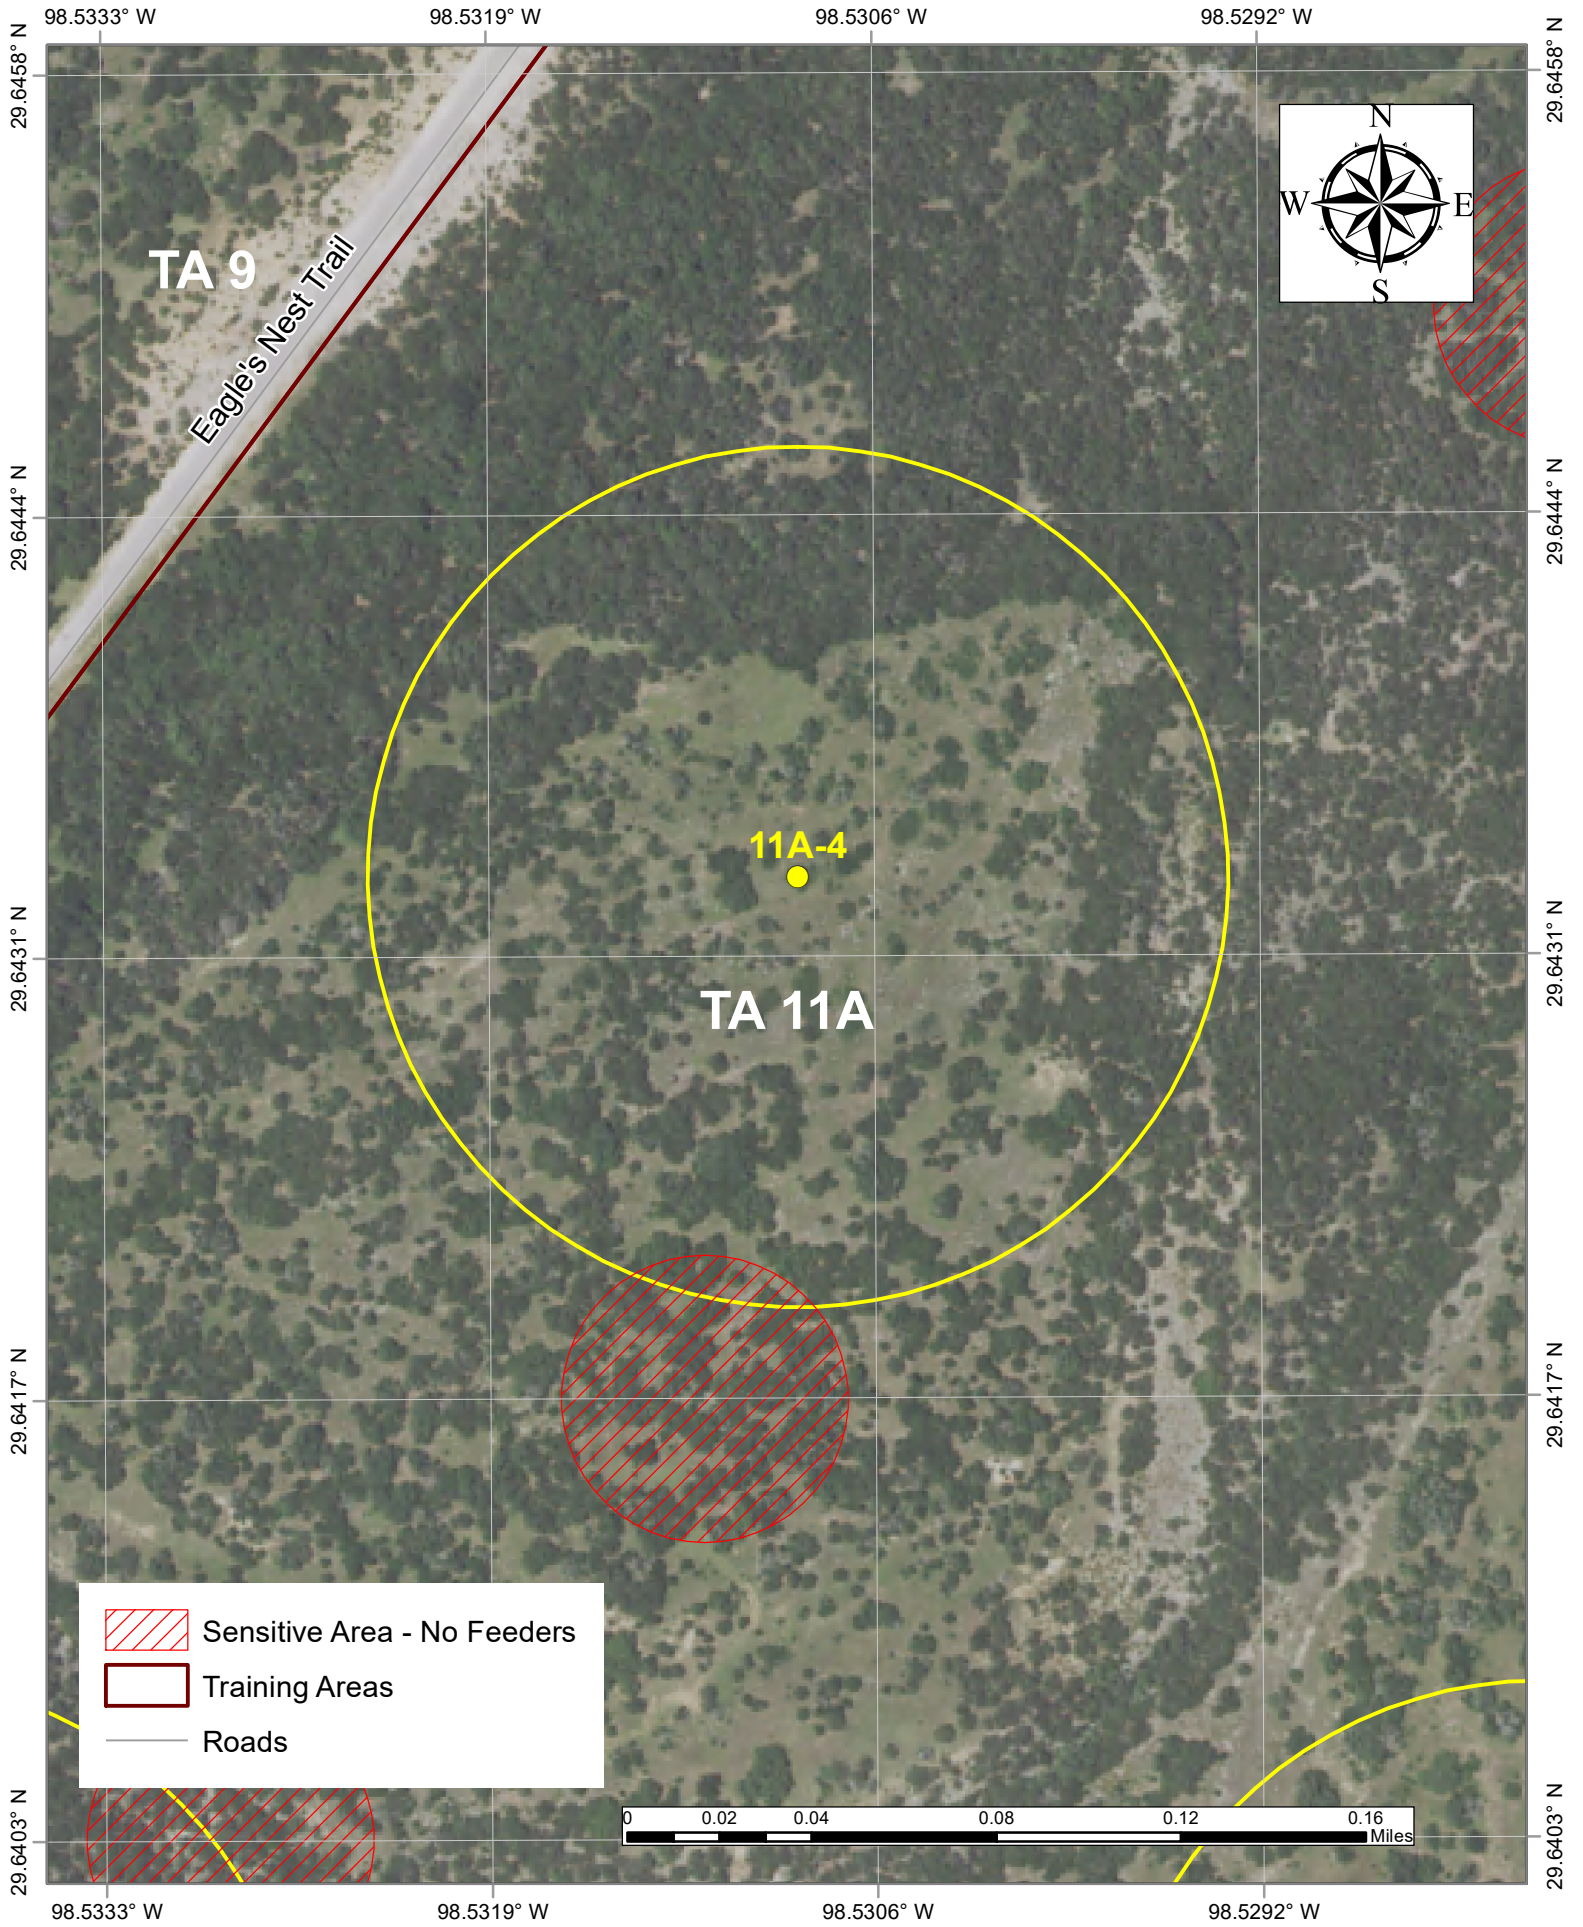 98.5333° W 98.5319° W 98.5306° W 98.5292° W
29.6458° N
29.6458° N
N
W E
S
TA 9
Eagle's Nest Trail
29.6444° N
29.6444° N
11A-4
29.6431° N
29.6431° N
TA 11A
29.6417° N
29.6417° N
Sensitive Area - No Feeders
Training Areas
Roads
29.6403° N
29.6403° N
0 0.02 0.04 0.08 0.12 0.16
Miles
98.5333° W 98.5319° W 98.5306° W 98.5292° W